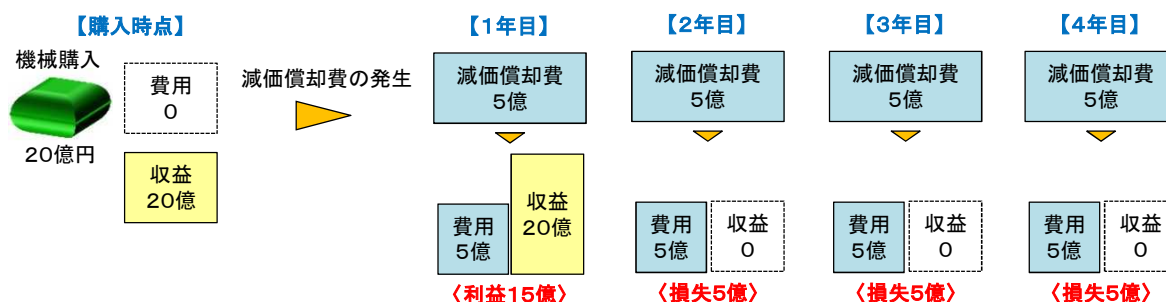 【購入時点】
機械購入
20億円
費用
0
収益
20億
減価償却費の発生
【1年目】
減価償却費
5億
費用
5億
収益
20億
〈利益15億〉
【2年目】
減価償却費
5億
費用
5億
収益
0
〈損失5億〉
【3年目】
減価償却費
5億
費用
5億
収益
0
〈損失5億〉
【4年目】
減価償却費
5億
費用
5億
収益
0
〈損失5億〉